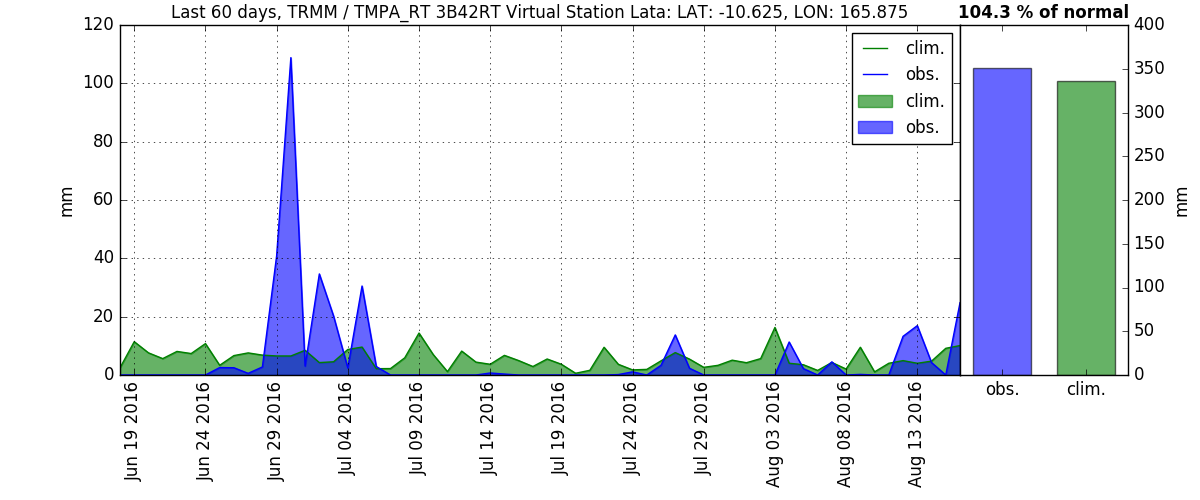 Last 60 days, TRMM / TMPA_RT 3B42RT Virtual Station Lata: LAT: -10.625, LON: 165.875
104.3 % of normal
120
100
80
60
40
20
0
mm
clim.
obs.
clim.
obs.
Jun 19 2016
Jun 24 2016
Jun 29 2016
Jul 04 2016
Jul 09 2016
Jul 14 2016
Jul 19 2016
Jul 24 2016
Jul 29 2016
Aug 03 2016
Aug 08 2016
Aug 13 2016
400
350
300
250
200
150
100
50
0
mm
obs.
clim.